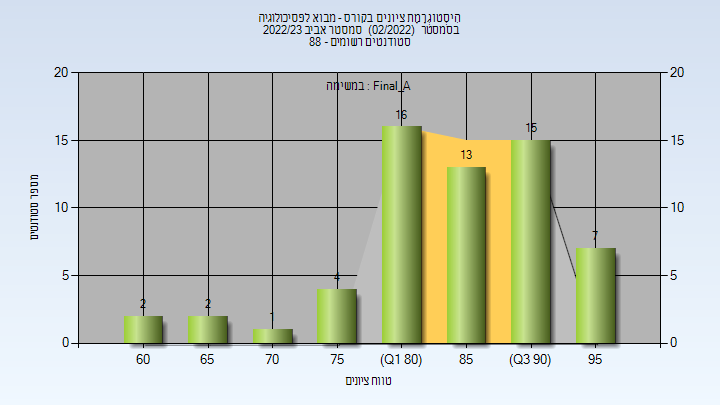 היסטוגרמת ציונים בקורס - מבוא לפסיכולוגיה
בסמסטר (02/2022) סמסטר אביב 2022/23
סטודנטים רשומים - 88
במשימה : Final_A
20 20
15 15
10 10
5 5
0 0
מספר סטודנטים
2 2 1 4 16 13 15 7
60 65 70 75 (Q1 80) 85 (Q3 90) 95
טווח ציונים